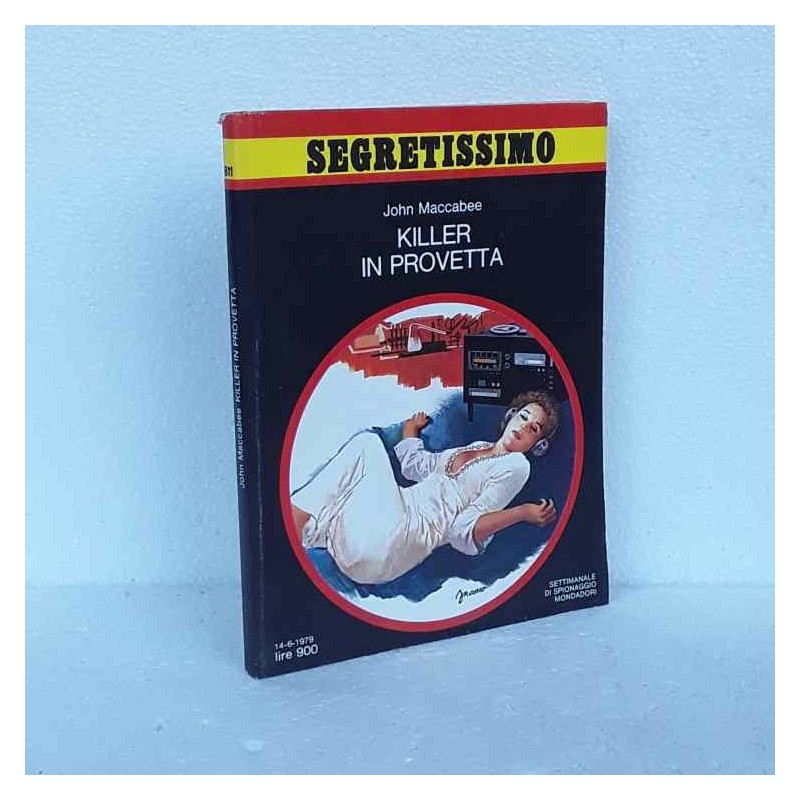 SEGRETISSIMO
John Maccabee
KILLER
IN PROVETTA
SETTIMANALE
DI SPIONAGGIO
MONDADORI
14-6-1979
lire 900
John Maccabee KILLER IN PROVETTA